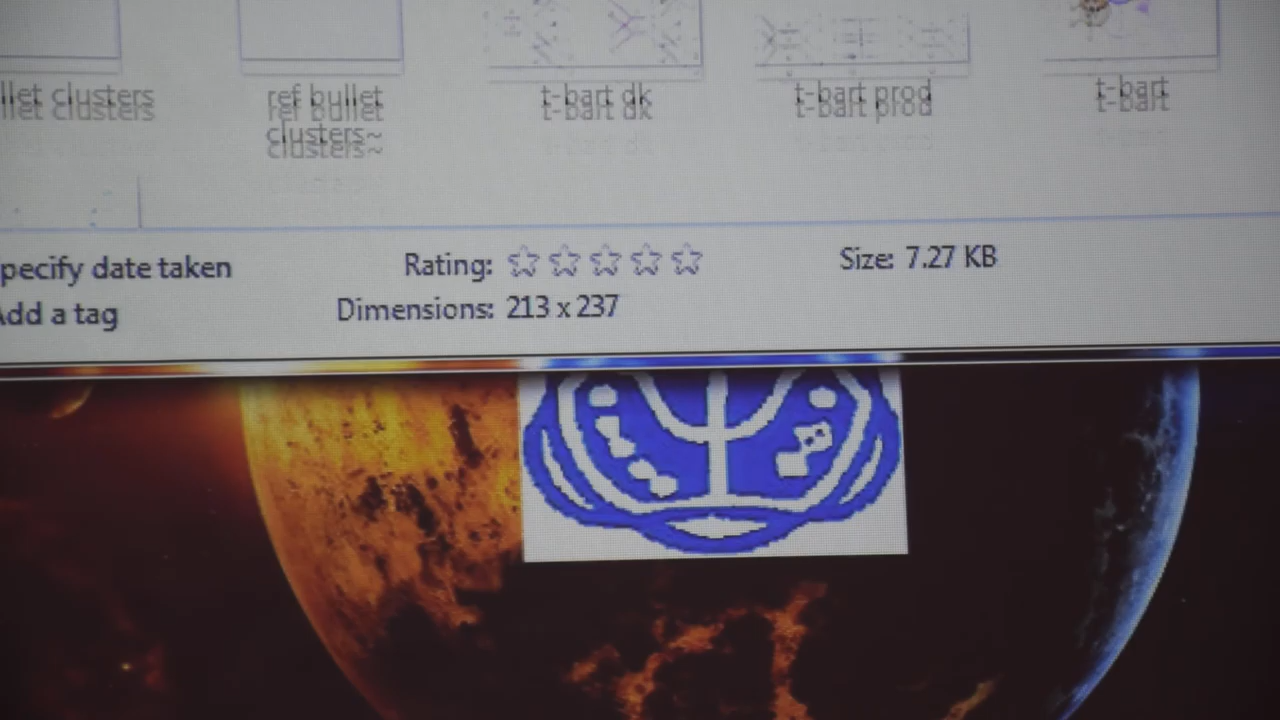 llet clusters
ref bullet
clusters~
t-bart dk
t-bart prod
t-bart
pecify date taken
Rating:
Size: 7.27 KB
Add a tag
Dimensions: 213 x 237